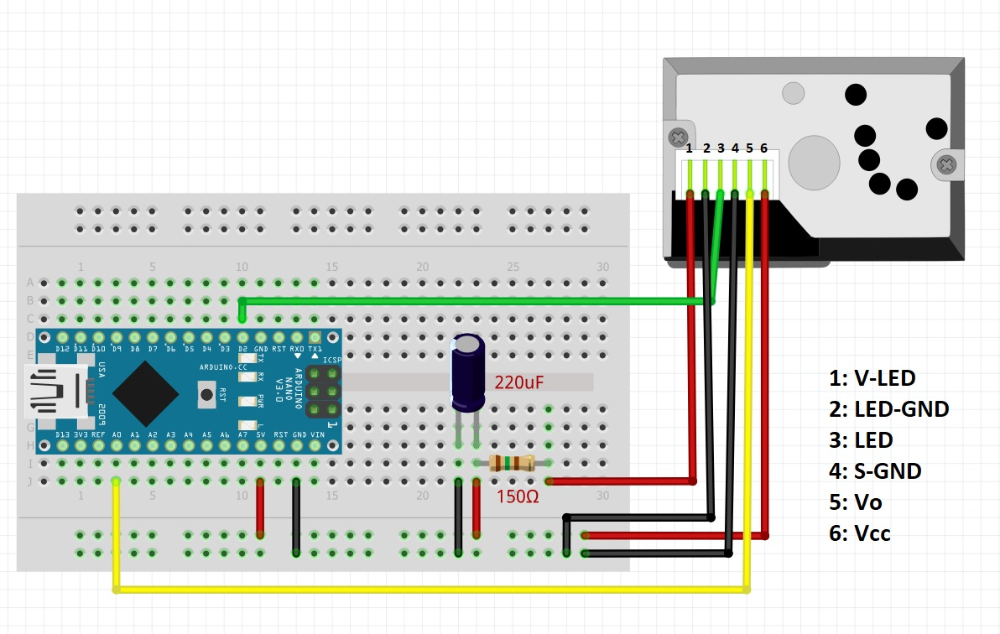 1 2 3 4 5 6
1 5 10 15 20 25 30
A
B
C
D
E
D12 D11 D10 D9 D8 D7 D6 D5 D4 D3 D2 GND RST RX0 TX1
TX
RX
PWR
L
USA
2009
ARDUINO.CC
RST
ARDUINO
NANO
V3.0
ICSP
1
D13 3V3 REF A0 A1 A2 A3 A4 A5 A6 A7 5V RST GND VIN
220uF
G
H
I
J
150Ω
1 5 10 15 20 30
1: V-LED
2: LED-GND
3: LED
4: S-GND
5: Vo
6: Vcc